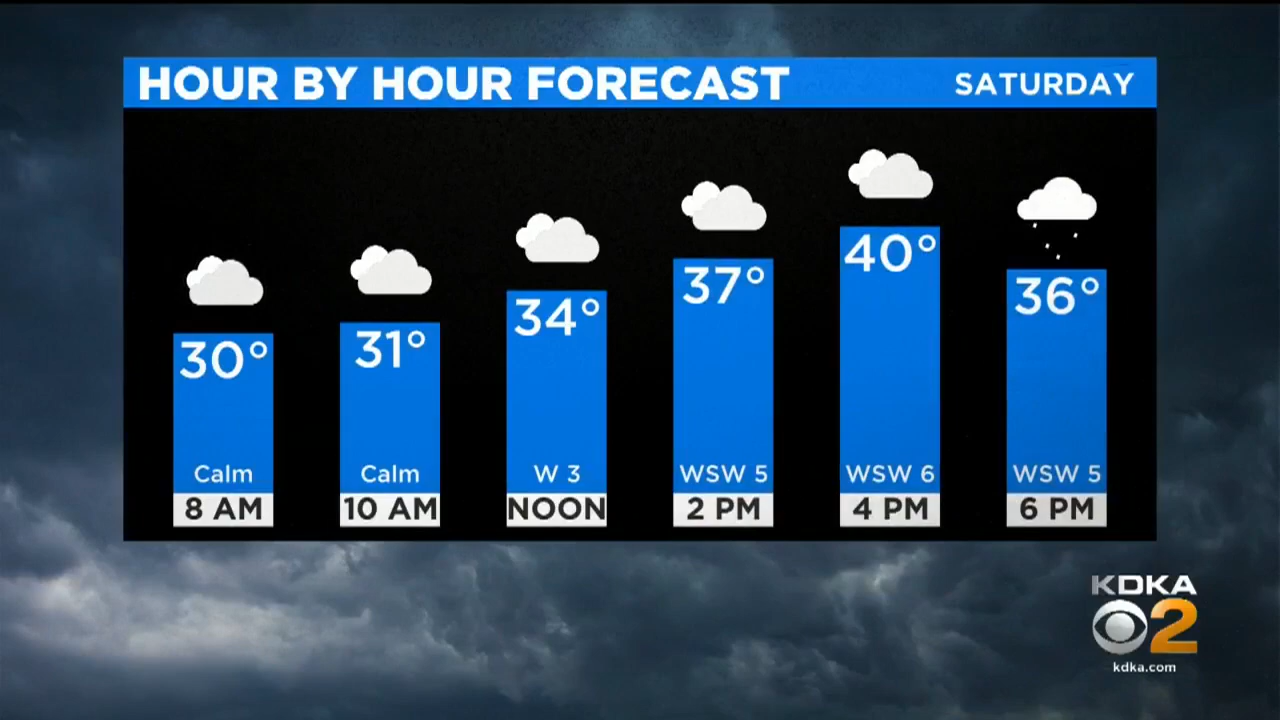 HOUR BY HOUR FORECAST SATURDAY
30° 31° 34° 37° 40° 36°
Calm Calm W 3 WSW 5 WSW 6 WSW 5
8 AM 10 AM NOON 2 PM 4 PM 6 PM
KDKA
2
kdka.com